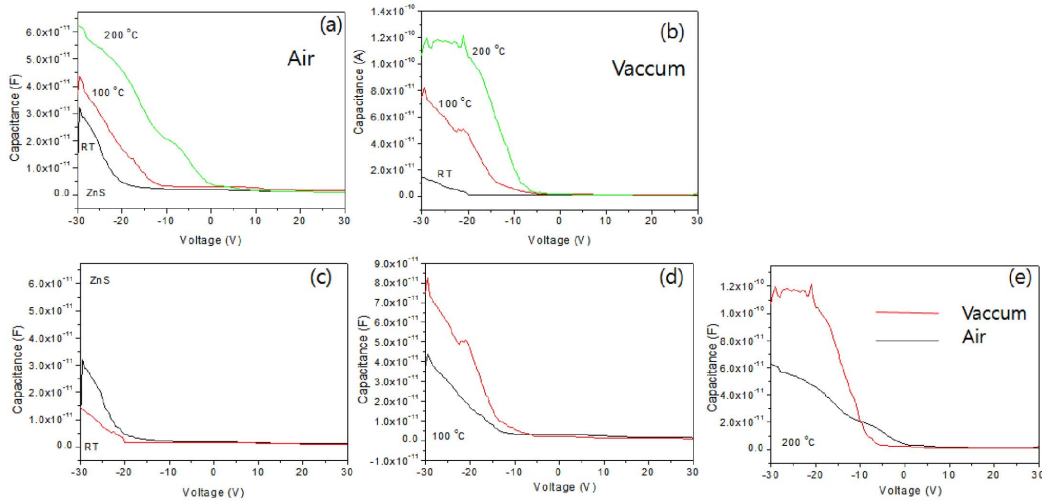 (a)
Air
200 °C
100 °C
RT
ZnS
Capacitance (F)
6.0x10⁻¹¹
5.0x10⁻¹¹
4.0x10⁻¹¹
3.0x10⁻¹¹
2.0x10⁻¹¹
1.0x10⁻¹¹
0.0
-30 -20 -10 0 10 20 30
Voltage (V)
(b)
Vaccum
200 °C
100 °C
RT
Capacitance (A)
1.4x10⁻¹⁰
1.2x10⁻¹⁰
1.0x10⁻¹⁰
8.0x10⁻¹¹
6.0x10⁻¹¹
4.0x10⁻¹¹
2.0x10⁻¹¹
0.0
-30 -20 -10 0 10 20 30
Voltage (V)
(c)
ZnS
RT
Capacitance (F)
6.0x10⁻¹¹
5.0x10⁻¹¹
4.0x10⁻¹¹
3.0x10⁻¹¹
2.0x10⁻¹¹
1.0x10⁻¹¹
0.0
-30 -20 -10 0 10 20 30
Voltage (V)
(d)
100 °C
Capacitance (F)
9.0x10⁻¹¹
8.0x10⁻¹¹
7.0x10⁻¹¹
6.0x10⁻¹¹
5.0x10⁻¹¹
4.0x10⁻¹¹
3.0x10⁻¹¹
2.0x10⁻¹¹
1.0x10⁻¹¹
0.0
-1.0x10⁻¹¹
-30 -20 -10 0 10 20 30
Voltage (V)
(e)
Vaccum
Air
200 °C
Capacitance (F)
1.2x10⁻¹⁰
1.0x10⁻¹⁰
8.0x10⁻¹¹
6.0x10⁻¹¹
4.0x10⁻¹¹
2.0x10⁻¹¹
0.0
-30 -20 -10 0 10 20 30
Voltage (V)